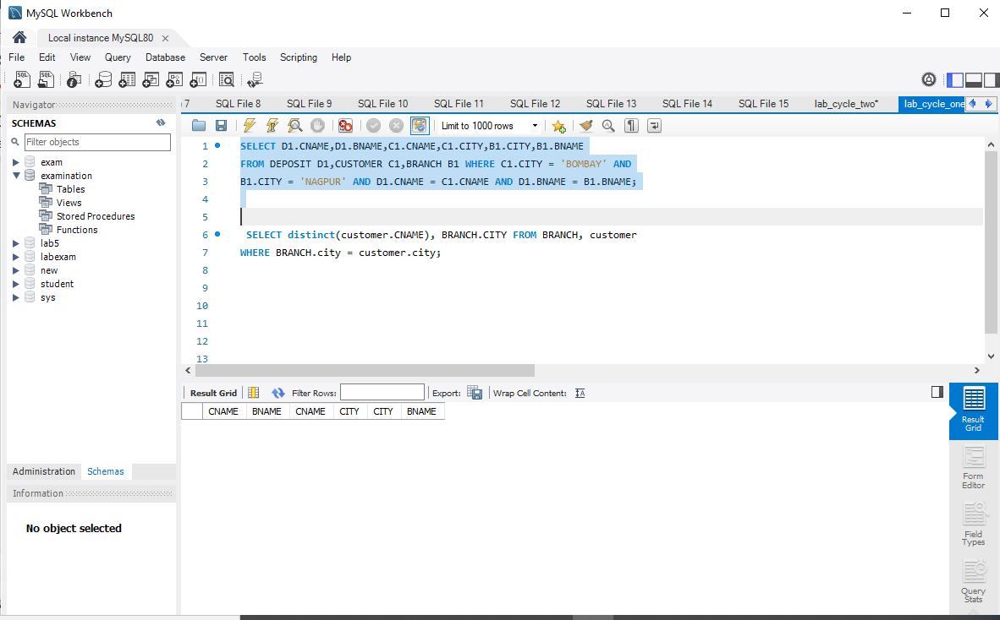 MySQL Workbench
Local instance MySQL80
File Edit View Query Database Server Tools Scripting Help
Navigator
7 SQL File 8 SQL File 9 SQL File 10 SQL File 11 SQL File 12 SQL File 13 SQL File 14 SQL File 15 lab_cycle_two* lab_cycle_one
SCHEMAS
Filter objects
exam
examination
Tables
Views
Stored Procedures
Functions
lab5
labexam
new
student
sys
Administration Schemas
Information
No object selected
Limit to 1000 rows
1 SELECT D1.CNAME,D1.BNAME,C1.CNAME,C1.CITY,B1.CITY,B1.BNAME
2 FROM DEPOSIT D1,CUSTOMER C1,BRANCH B1 WHERE C1.CITY = 'BOMBAY' AND
3 B1.CITY = 'NAGPUR' AND D1.CNAME = C1.CNAME AND D1.BNAME = B1.BNAME;
4
5
6 SELECT distinct(customer.CNAME), BRANCH.CITY FROM BRANCH, customer
7 WHERE BRANCH.city = customer.city;
8
9
10
11
12
13
Result Grid Filter Rows: Export: Wrap Cell Content:
CNAME BNAME CNAME CITY CITY BNAME
Result
Grid
Form
Editor
Field
Types
Query
Stats